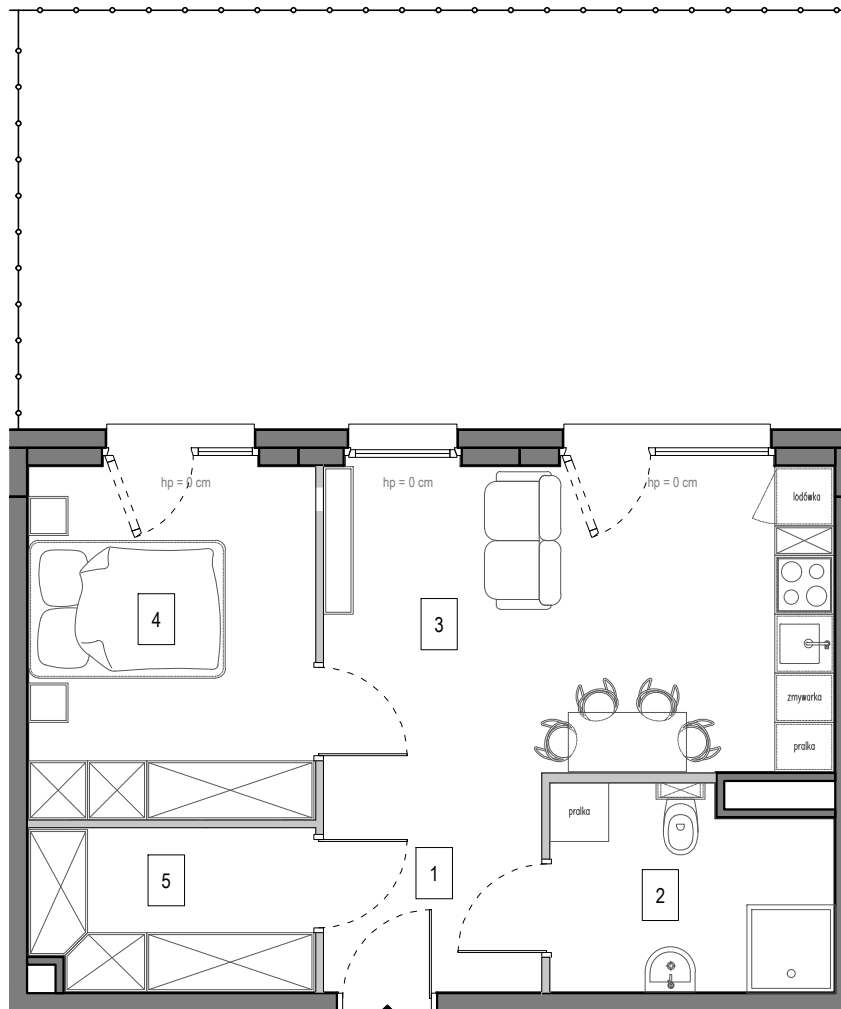 hp = 0 cm
hp = 0 cm
hp = 0 cm
lodówka
4
3
zmywarka
pralka
pralka
5
1
2